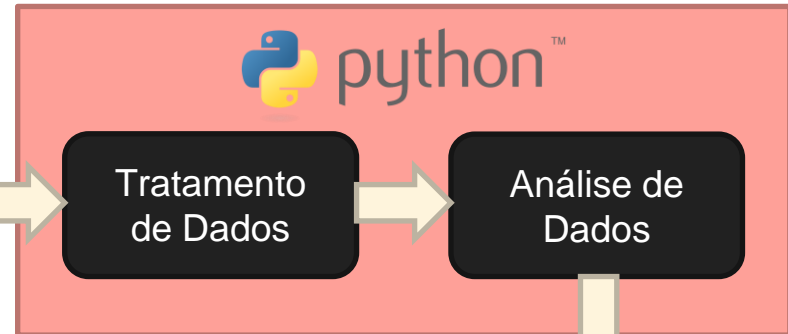 python™
Tratamento
de Dados
Análise de
Dados